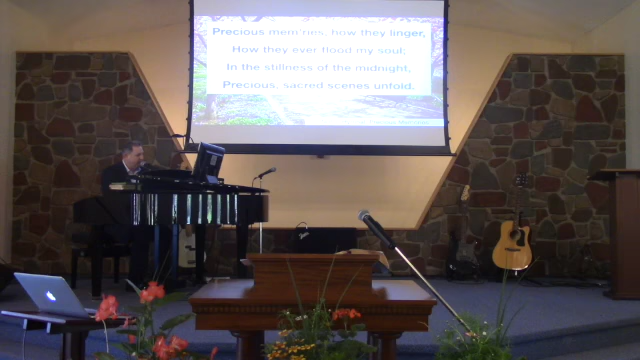 Precious mem'ries, how they linger,
How they ever flood my soul;
In the stillness of the midnight,
Precious, sacred scenes unfold.